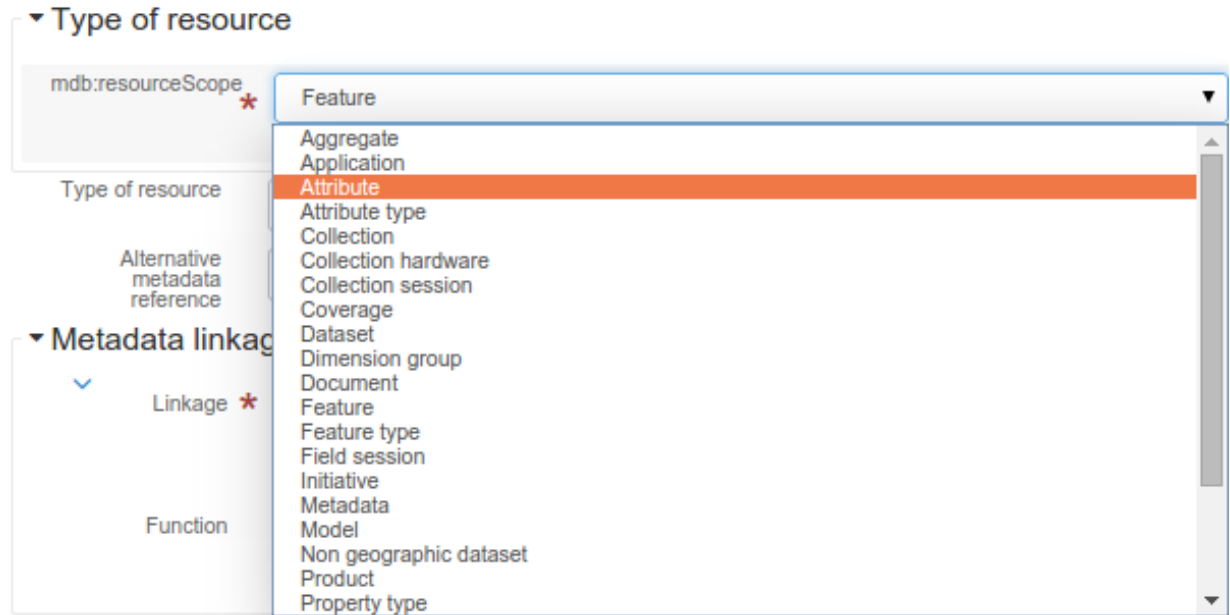 Type of resource
mdb:resourceScope *
Feature
Aggregate
Application
Attribute
Attribute type
Collection
Collection hardware
Collection session
Coverage
Dataset
Dimension group
Document
Feature
Feature type
Field session
Initiative
Metadata
Model
Non geographic dataset
Product
Property type
Type of resource
Alternative
metadata
reference
Metadata linkag
Linkage *
Function